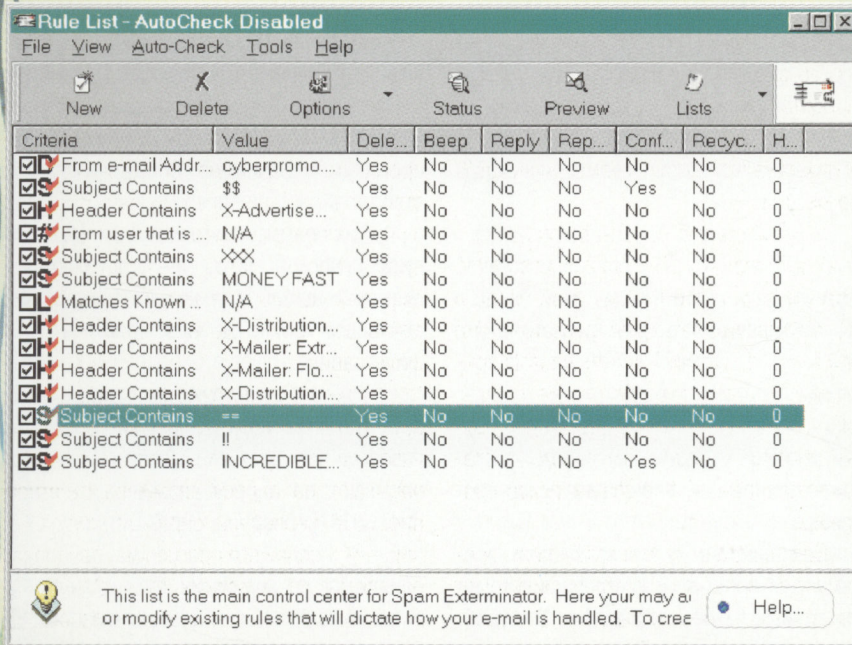 Rule List - AutoCheck Disabled
File View Auto-Check Tools Help
New Delete Options Status Preview Lists
Criteria Value Dele... Beep Reply Rep... Conf... Recyc... H...
From e-mail Addr... cyberpromo.... Yes No No No No No 0
Subject Contains $$ Yes No No No Yes No 0
Header Contains X-Advertise... Yes No No No No No 0
From user that is ... N/A Yes No No No No No 0
Subject Contains XXX Yes No No No No No 0
Subject Contains MONEY FAST Yes No No No No No 0
Matches Known ... N/A Yes No No No No No 0
Header Contains X-Distribution... Yes No No No No No 0
Header Contains X-Mailer: Extr... Yes No No No No No 0
Header Contains X-Mailer: Flo... Yes No No No No No 0
Header Contains X-Distribution... Yes No No No No No 0
Subject Contains == Yes No No No No No 0
Subject Contains !! Yes No No No No No 0
Subject Contains INCREDIBLE... Yes No No No Yes No 0
This list is the main control center for Spam Exterminator. Here your may
or modify existing rules that will dictate how your e-mail is handled. To
Help...